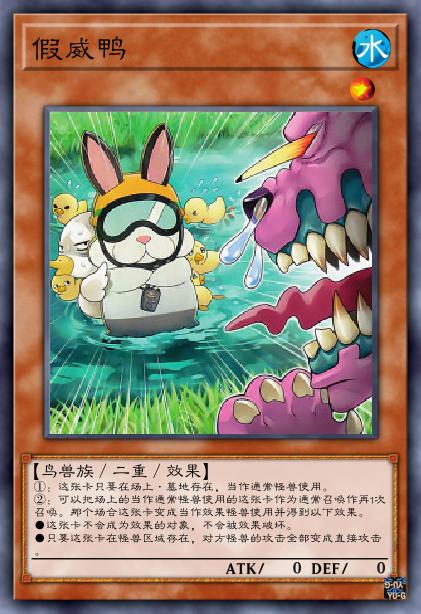 假威鸭
水
【鸟兽族／二重／效果】
①：这张卡只要在场上·墓地存在，当作通常怪兽使用。
②：可以把场上的当作通常怪兽使用的这张卡作为通常召唤作再1次
召唤。那个场合这张卡变成当作效果怪兽使用并得到以下效果。
●这张卡不会成为效果的对象，不会被效果破坏。
●只要这张卡在怪兽区域存在，对方怪兽的攻击全部变成直接攻击
。
ATK/ 0 DEF/ 0